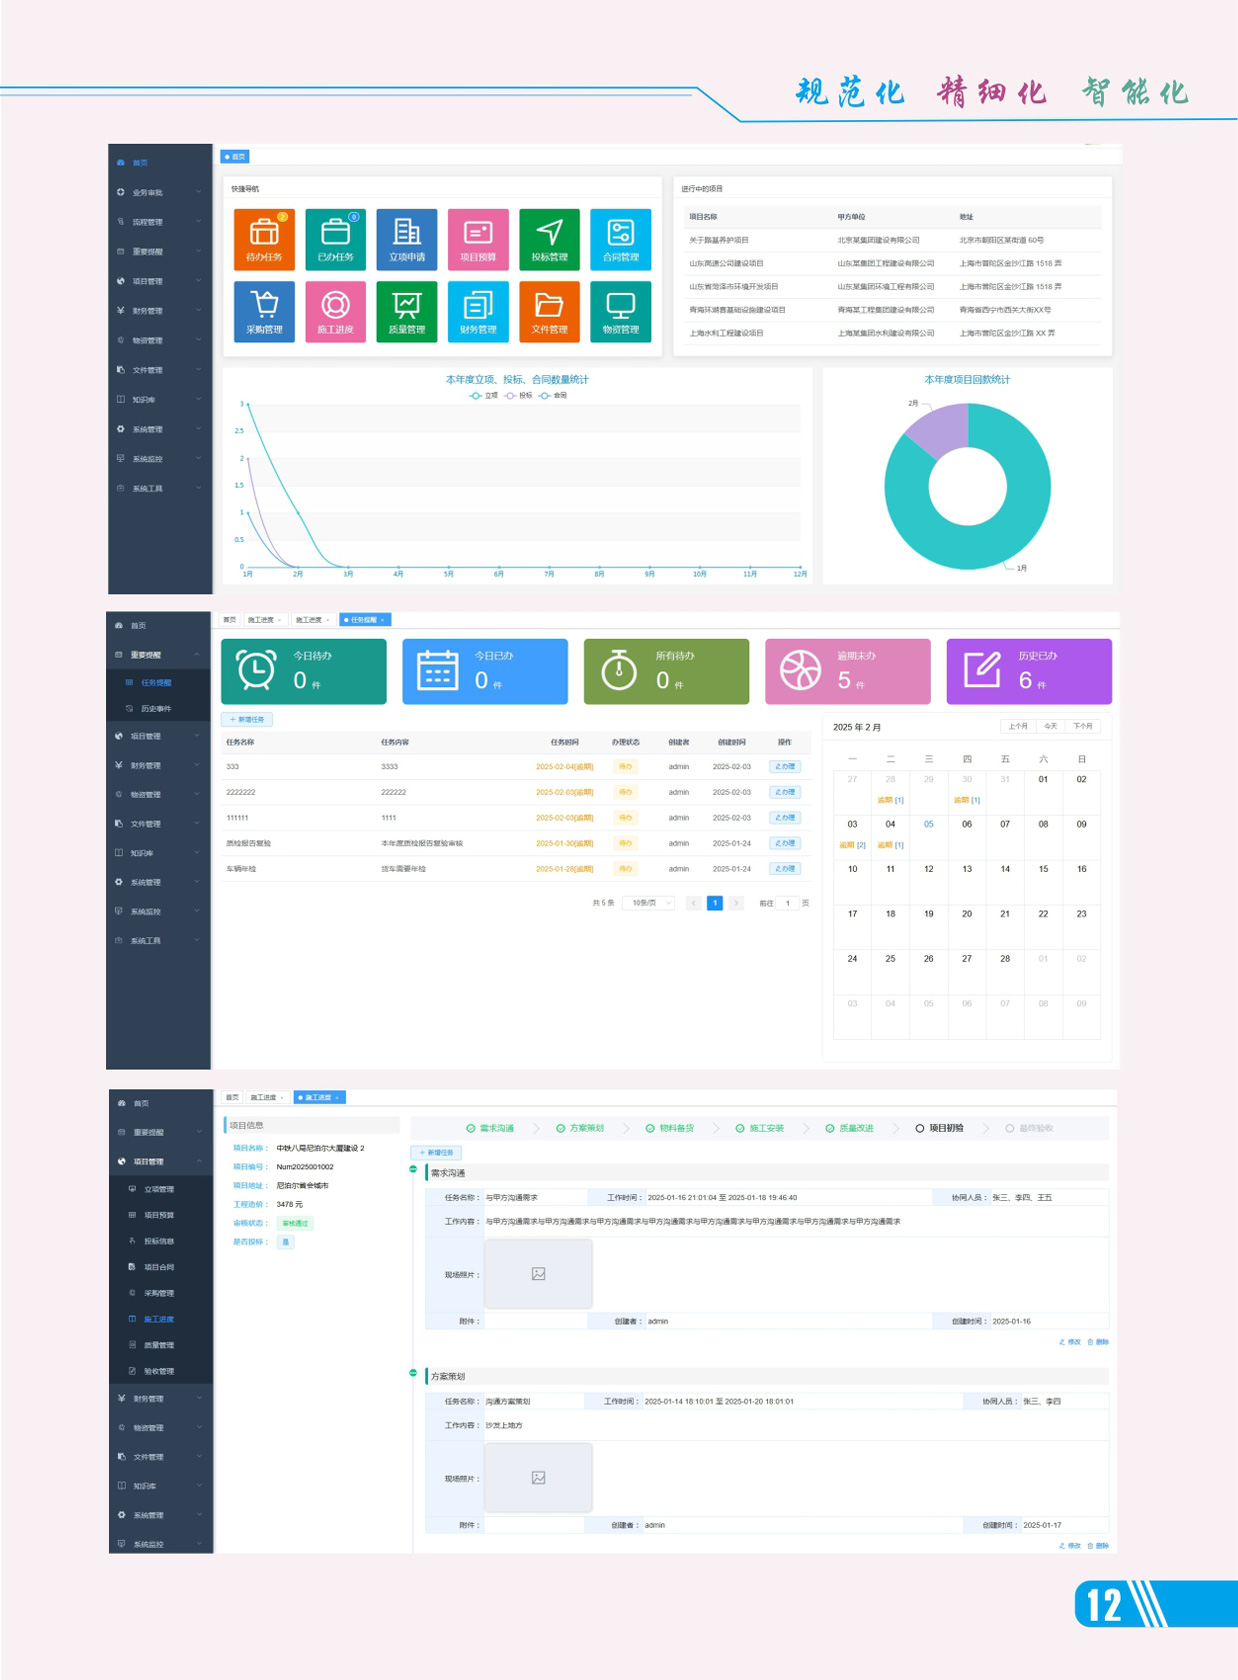 规范化 精细化 智能化
首页
业务审批
流程管理
重要提醒
项目管理
财务管理
物资管理
文件管理
知识库
系统管理
系统监控
系统工具
首页
快捷导航
待办任务 2
已办任务 0
立项申请
项目预算
投标管理
合同管理
采购管理
施工进度
质量管理
财务管理
文件管理
物资管理
进行中的项目
项目名称 甲方单位 地址
关于路基养护项目 北京某集团建设有限公司 北京市朝阳区某街道 60号
山东高速公司建设项目 山东某集团工程建设有限公司 上海市普陀区金沙江路 1518 弄
山东省菏泽市环境开发项目 山东某集团环境工程有限公司 上海市普陀区金沙江路 1518 弄
青海环湖赛基础设施建设项目 青海某工程集团建设有限公司 青海省西宁市西关大街XX号
上海水利工程建设项目 上海某集团水利建设有限公司 上海市普陀区金沙江路 XX 弄
本年度立项、投标、合同数量统计
立项 投标 合同
3
2.5
2
1.5
1
0.5
0
1月 2月 3月 4月 5月 6月 7月 8月 9月 10月 11月 12月
本年度项目回款统计
2月
1月
首页
重要提醒
任务提醒
历史事件
项目管理
财务管理
物资管理
文件管理
知识库
系统管理
系统监控
系统工具
首页 施工进度 × 施工进度 × 任务提醒 ×
今日待办 0 件
今日已办 0 件
所有待办 0 件
逾期未办 5 件
历史已办 6 件
+ 新增任务
任务名称 任务内容 任务时间 办理状态 创建者 创建时间 操作
333 3333 2025-02-04[逾期] 待办 admin 2025-02-03 办理
2222222 222222 2025-02-03[逾期] 待办 admin 2025-02-03 办理
111111 1111 2025-02-03[逾期] 待办 admin 2025-02-03 办理
质检报告复验 本年度质检报告复验审核 2025-01-30[逾期] 待办 admin 2025-01-24 办理
车辆年检 货车需要年检 2025-01-28[逾期] 待办 admin 2025-01-24 办理
共 5 条 10条/页 < 1 > 前往 1 页
2025 年 2 月 上个月 今天 下个月
一 二 三 四 五 六 日
27 28 29 30 31 01 02
逾期 [1] 逾期 [1]
03 04 05 06 07 08 09
逾期 [2] 逾期 [1]
10 11 12 13 14 15 16
17 18 19 20 21 22 23
24 25 26 27 28 01 02
03 04 05 06 07 08 09
首页
重要提醒
项目管理
立项管理
项目预算
投标信息
项目合同
采购管理
施工进度
质量管理
验收管理
财务管理
物资管理
文件管理
知识库
系统管理
系统监控
首页 施工进度 × 施工进度 ×
项目信息
项目名称： 中铁八局尼泊尔大厦建设 2
项目编号： Num2025001002
项目地址： 尼泊尔首会城市
工程造价： 3478 元
审核状态： 审核通过
是否投标： 是
需求沟通 方案策划 物料备货 施工安装 质量改进 项目初验 最终验收
+ 新增任务
需求沟通
任务名称： 与甲方沟通需求 工作时间： 2025-01-16 21:01:04 至 2025-01-18 19:46:40 协同人员： 张三、李四、王五
工作内容： 与甲方沟通需求与甲方沟通需求与甲方沟通需求与甲方沟通需求与甲方沟通需求与甲方沟通需求与甲方沟通需求与甲方沟通需求
现场照片：
附件： 创建者： admin 创建时间： 2025-01-16
修改 删除
方案策划
任务名称： 沟通方案策划 工作时间： 2025-01-14 18:10:01 至 2025-01-20 18:01:01 协同人员： 张三、李四
工作内容： 沙发上地方
现场照片：
附件： 创建者： admin 创建时间： 2025-01-17
修改 删除
12